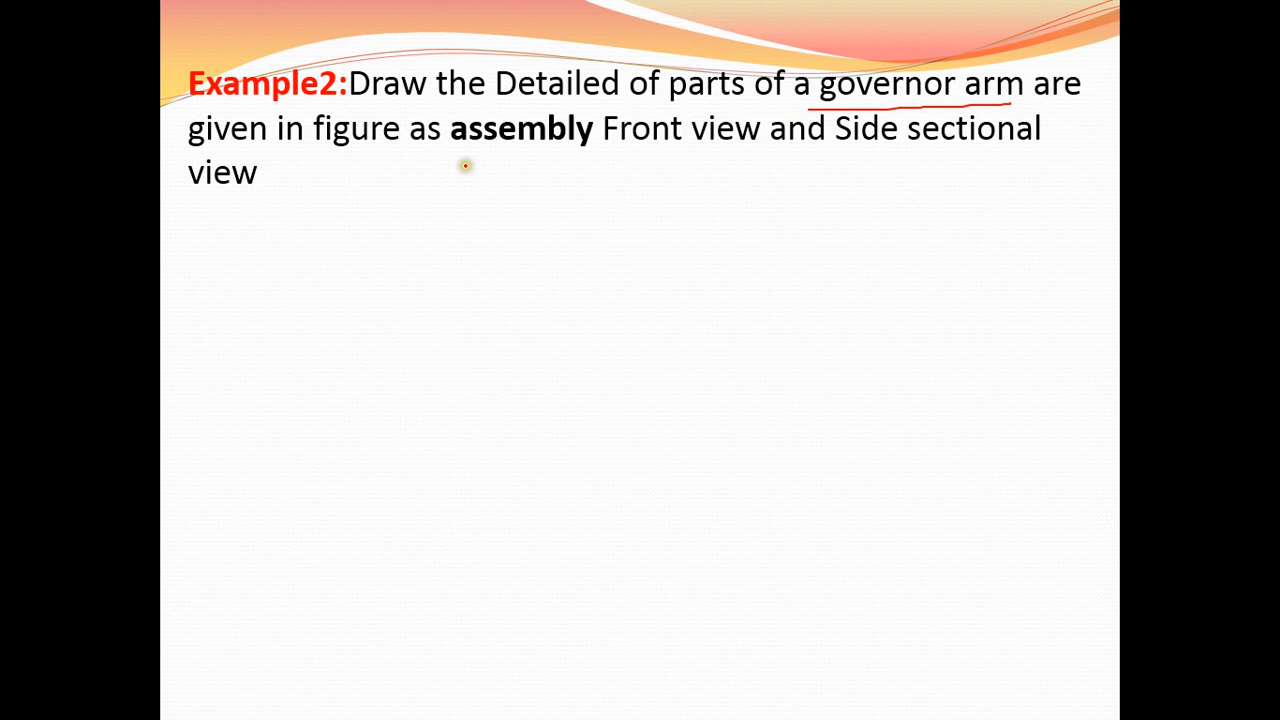 Example2:Draw the Detailed of parts of a governor arm are
given in figure as assembly Front view and Side sectional
view